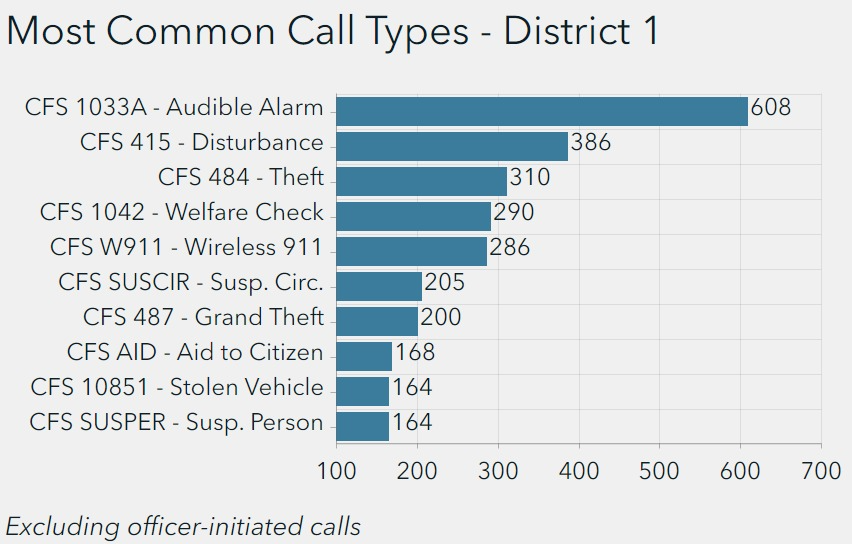 Most Common Call Types - District 1
CFS 1033A - Audible Alarm 608
CFS 415 - Disturbance 386
CFS 484 - Theft 310
CFS 1042 - Welfare Check 290
CFS W911 - Wireless 911 286
CFS SUSCIR - Susp. Circ. 205
CFS 487 - Grand Theft 200
CFS AID - Aid to Citizen 168
CFS 10851 - Stolen Vehicle 164
CFS SUSPER - Susp. Person 164
100 200 300 400 500 600 700
Excluding officer-initiated calls